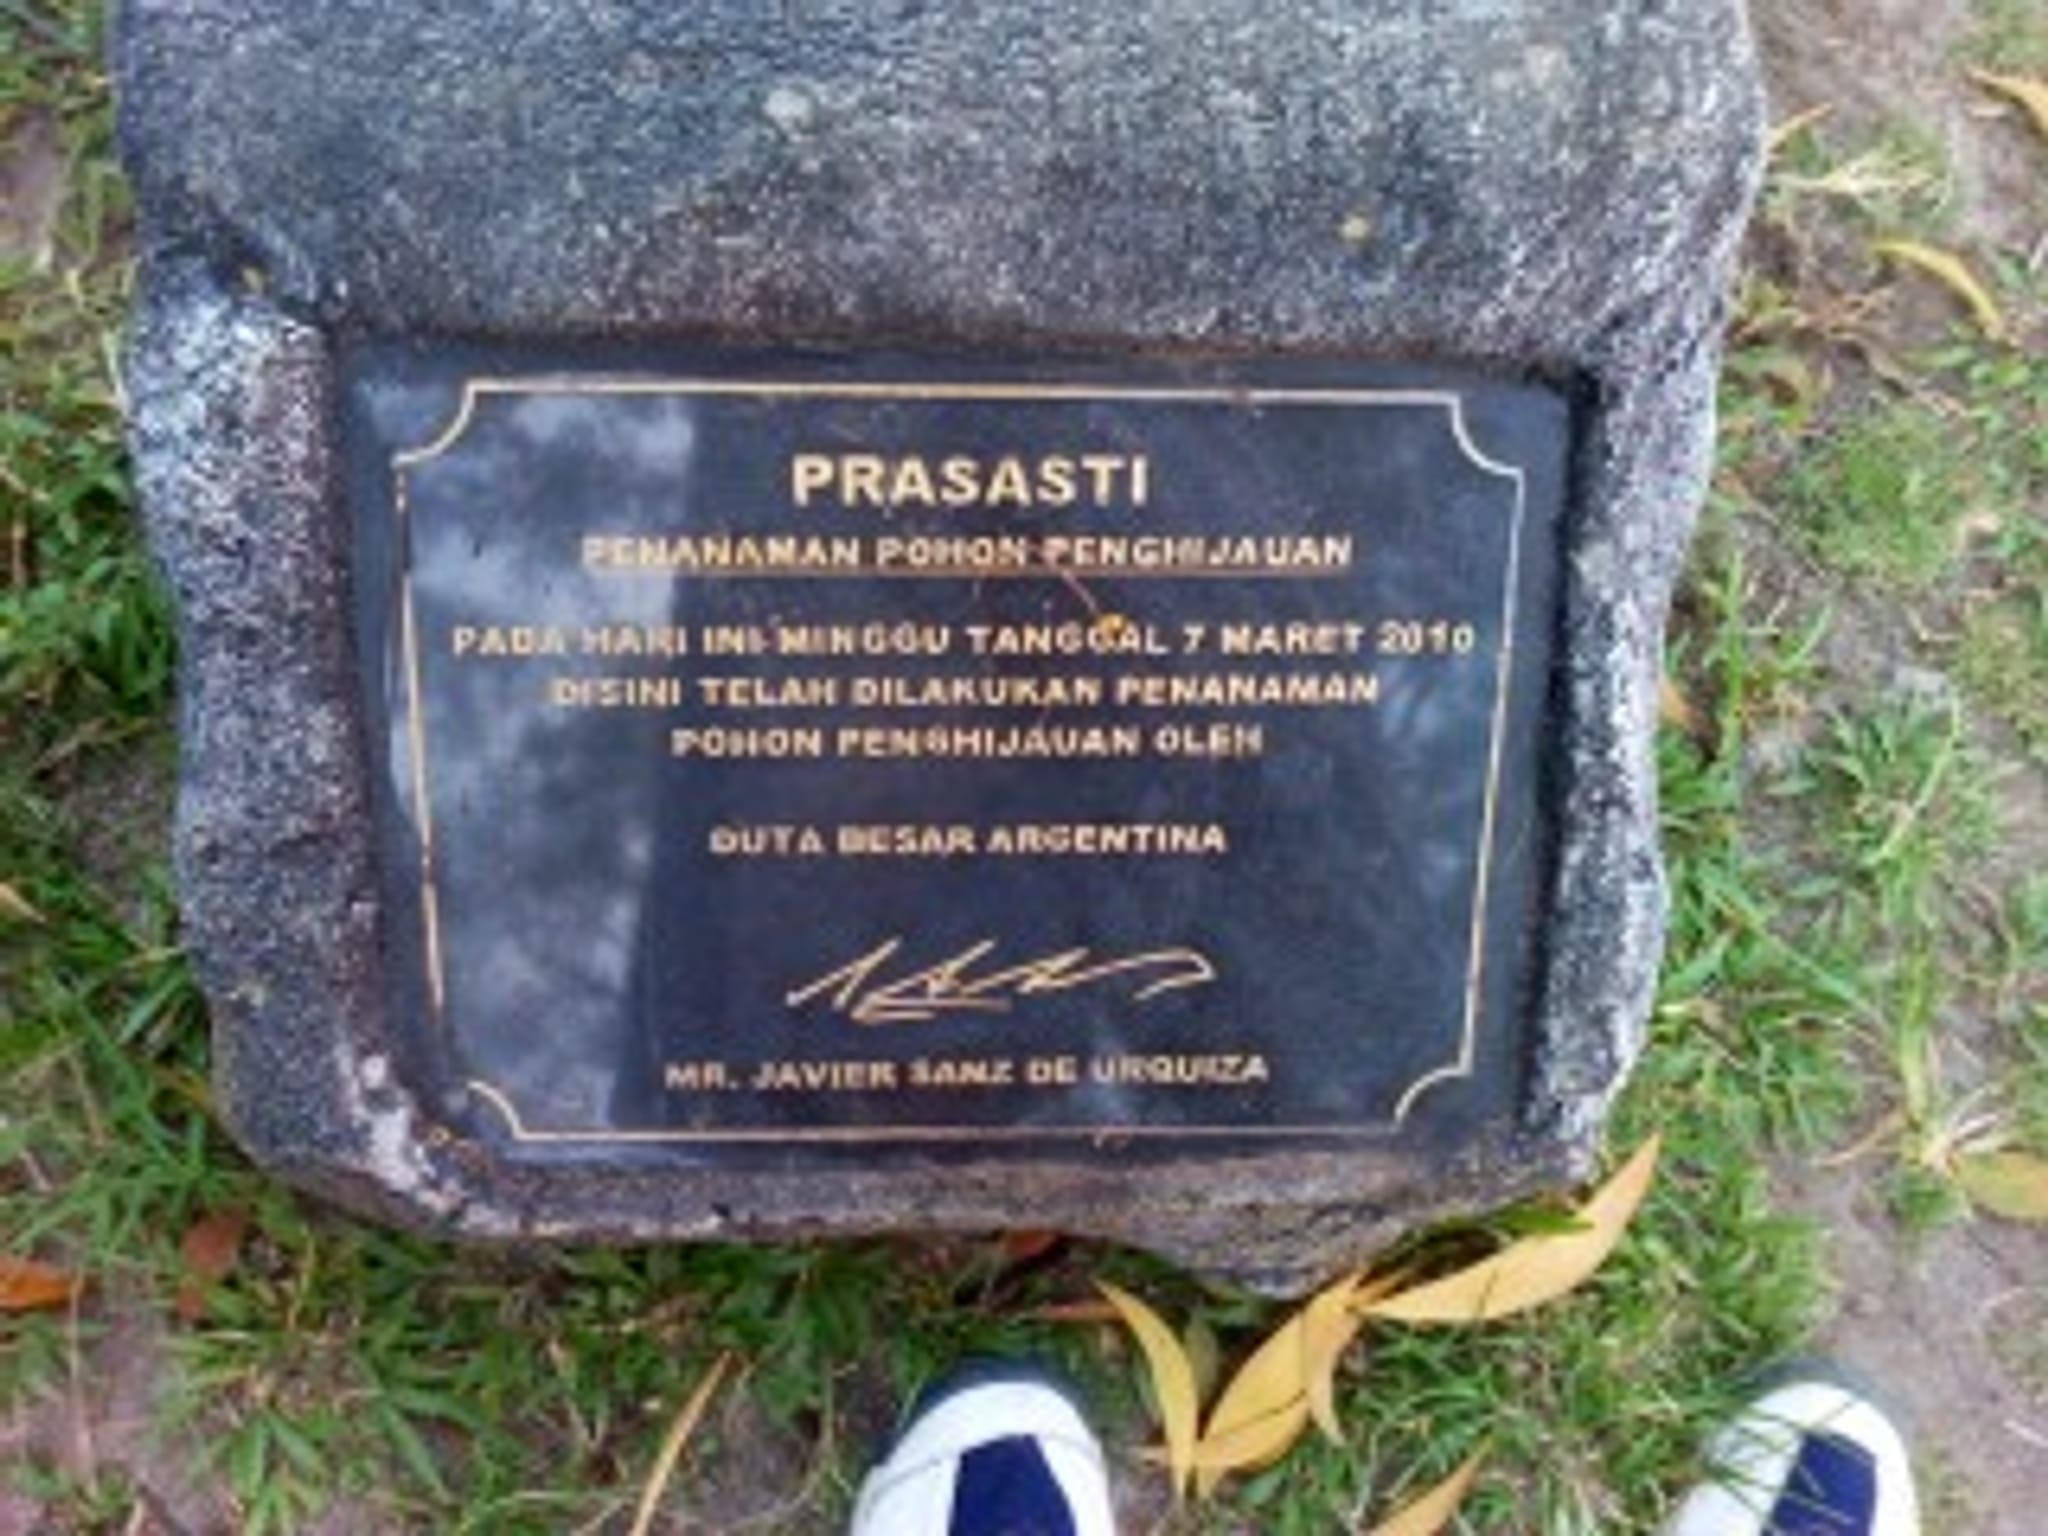 PRASASTI
PENANAMAN POHON PENGHIJAUAN
PADA HARI INI MINGGU TANGGAL 7 MARET 2010
DISINI TELAH DILAKUKAN PENANAMAN
POHON PENGHIJAUAN OLEH
DUTA BESAR ARGENTINA
MR. JAVIER SANZ DE URQUIZA